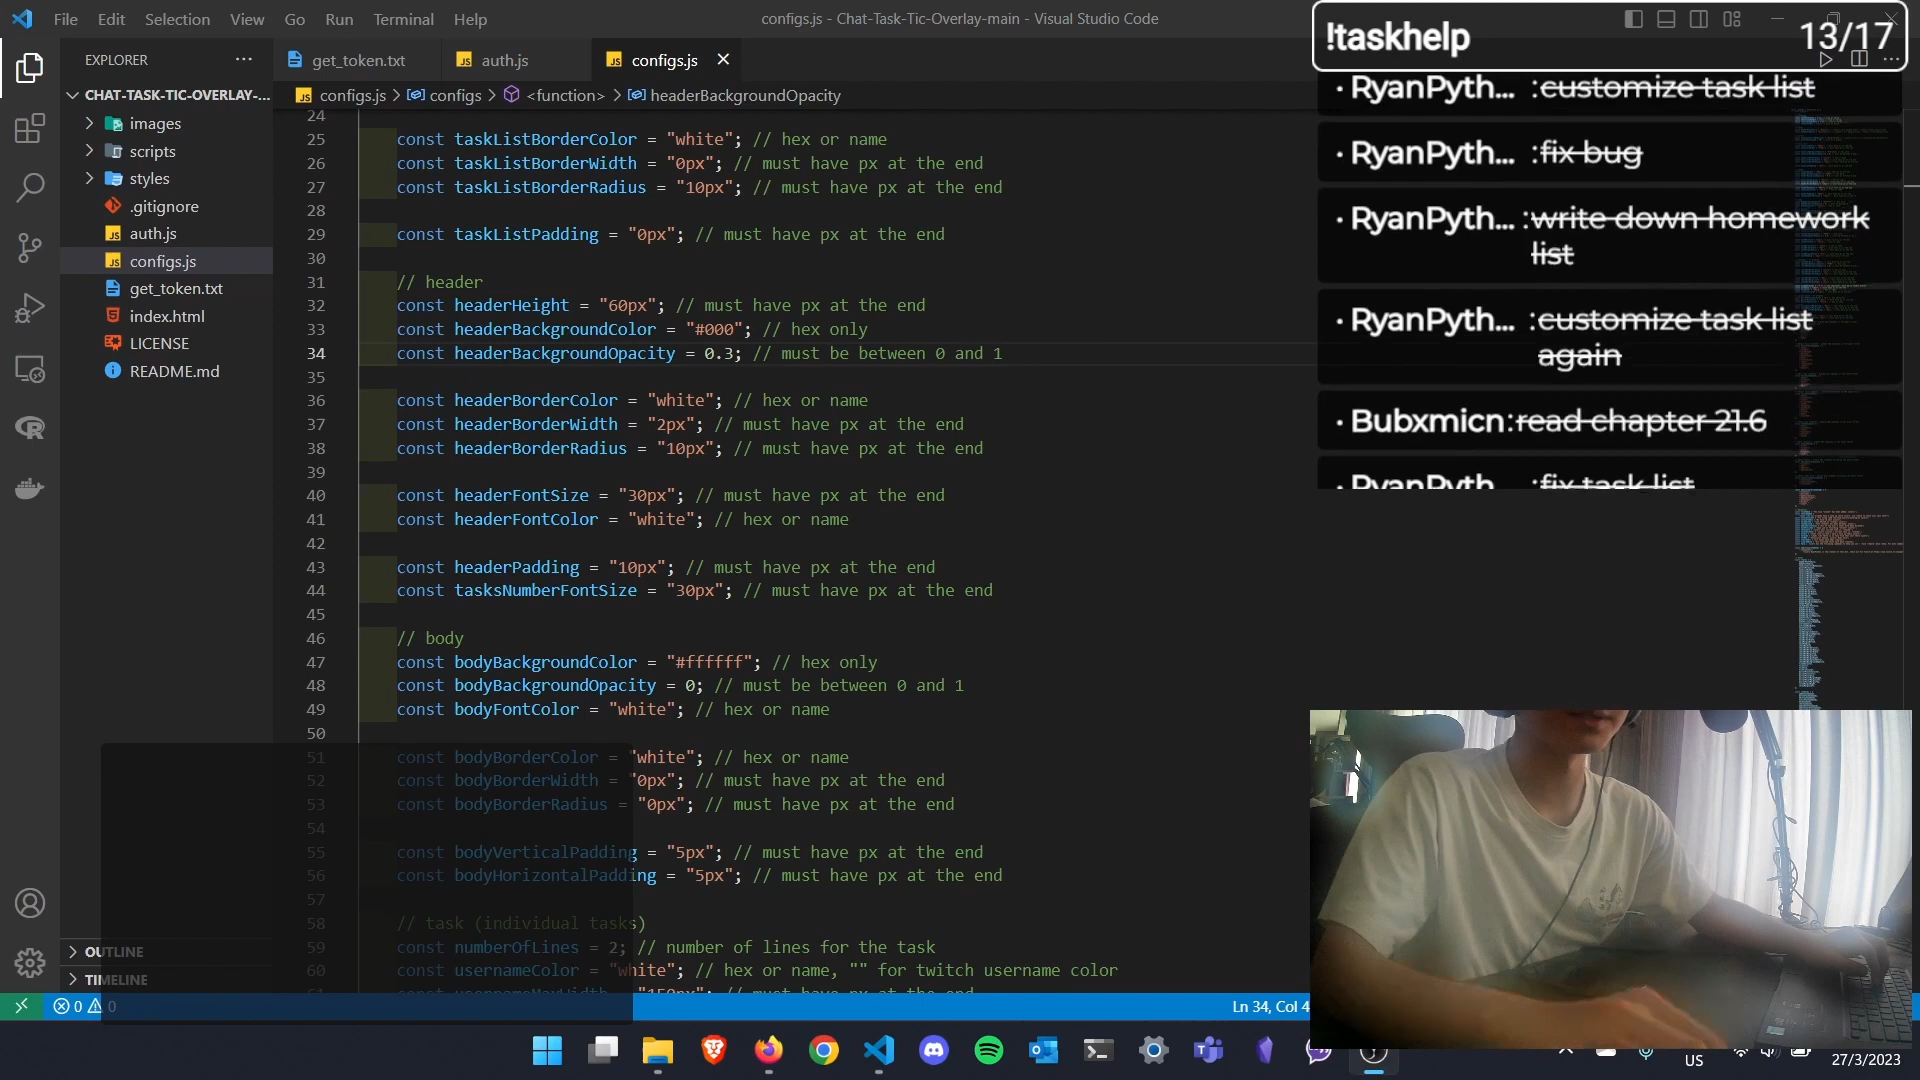 File Edit Selection View Go Run Terminal Help
configs.js - Chat-Task-Tic-Overlay-main - Visual Studio Code
EXPLORER
CHAT-TASK-TIC-OVERLAY-...
images
scripts
styles
.gitignore
auth.js
configs.js
get_token.txt
index.html
LICENSE
README.md
OUTLINE
TIMELINE
get_token.txt
auth.js
configs.js
configs.js > configs > <function> > headerBackgroundOpacity
24
25 const taskListBorderColor = "white"; // hex or name
26 const taskListBorderWidth = "0px"; // must have px at the end
27 const taskListBorderRadius = "10px"; // must have px at the end
28
29 const taskListPadding = "0px"; // must have px at the end
30
31 // header
32 const headerHeight = "60px"; // must have px at the end
33 const headerBackgroundColor = "#000"; // hex only
34 const headerBackgroundOpacity = 0.3; // must be between 0 and 1
35
36 const headerBorderColor = "white"; // hex or name
37 const headerBorderWidth = "2px"; // must have px at the end
38 const headerBorderRadius = "10px"; // must have px at the end
39
40 const headerFontSize = "30px"; // must have px at the end
41 const headerFontColor = "white"; // hex or name
42
43 const headerPadding = "10px"; // must have px at the end
44 const tasksNumberFontSize = "30px"; // must have px at the end
45
46 // body
47 const bodyBackgroundColor = "#ffffff"; // hex only
48 const bodyBackgroundOpacity = 0; // must be between 0 and 1
49 const bodyFontColor = "white"; // hex or name
50
51 const bodyBorderColor = "white"; // hex or name
52 const bodyBorderWidth = "0px"; // must have px at the end
53 const bodyBorderRadius = "0px"; // must have px at the end
54
55 const bodyVerticalPadding = "5px"; // must have px at the end
56 const bodyHorizontalPadding = "5px"; // must have px at the end
57
58 // task (individual tasks)
59 const numberOfLines = 2; // number of lines for the task
60 const usernameColor = "white"; // hex or name, "" for twitch username color
61 const usernameMaxWidth = "150px"; // must have px at the end
!taskhelp 13/17
• RyanPyth... :customize task list
• RyanPyth... :fix bug
• RyanPyth... :write down homework
list
• RyanPyth... :customize task list
again
• Bubxmicn:read chapter 21.6
• RyanPyth... :fix task list
0 0
Ln 34, Col 4
US
27/3/2023